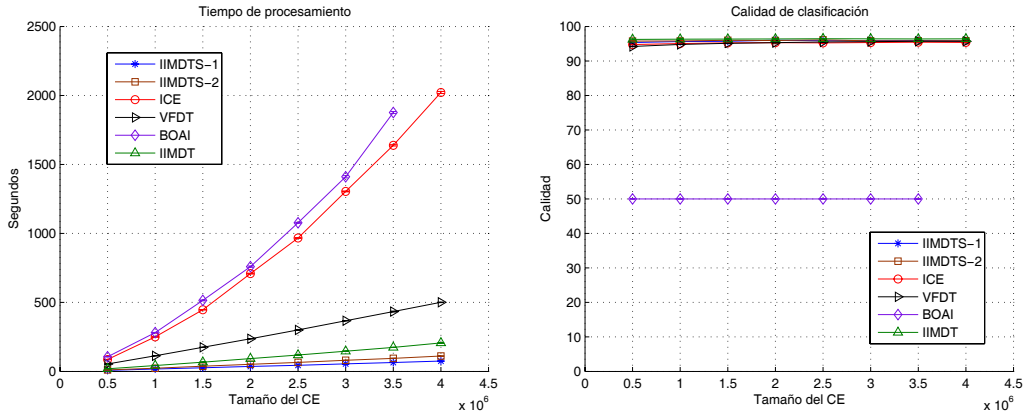 Tiempo de procesamiento
2500
2000
1500
1000
500
0
Segundos
IIMDTS−1
IIMDTS−2
ICE
VFDT
BOAI
IIMDT
0 0.5 1 1.5 2 2.5 3 3.5 4 4.5
x 10^6
Tamaño del CE
Calidad de clasificación
100
90
80
70
60
50
40
30
20
10
0
Calidad
IIMDTS−1
IIMDTS−2
ICE
VFDT
BOAI
IIMDT
0 0.5 1 1.5 2 2.5 3 3.5 4 4.5
x 10^6
Tamaño del CE